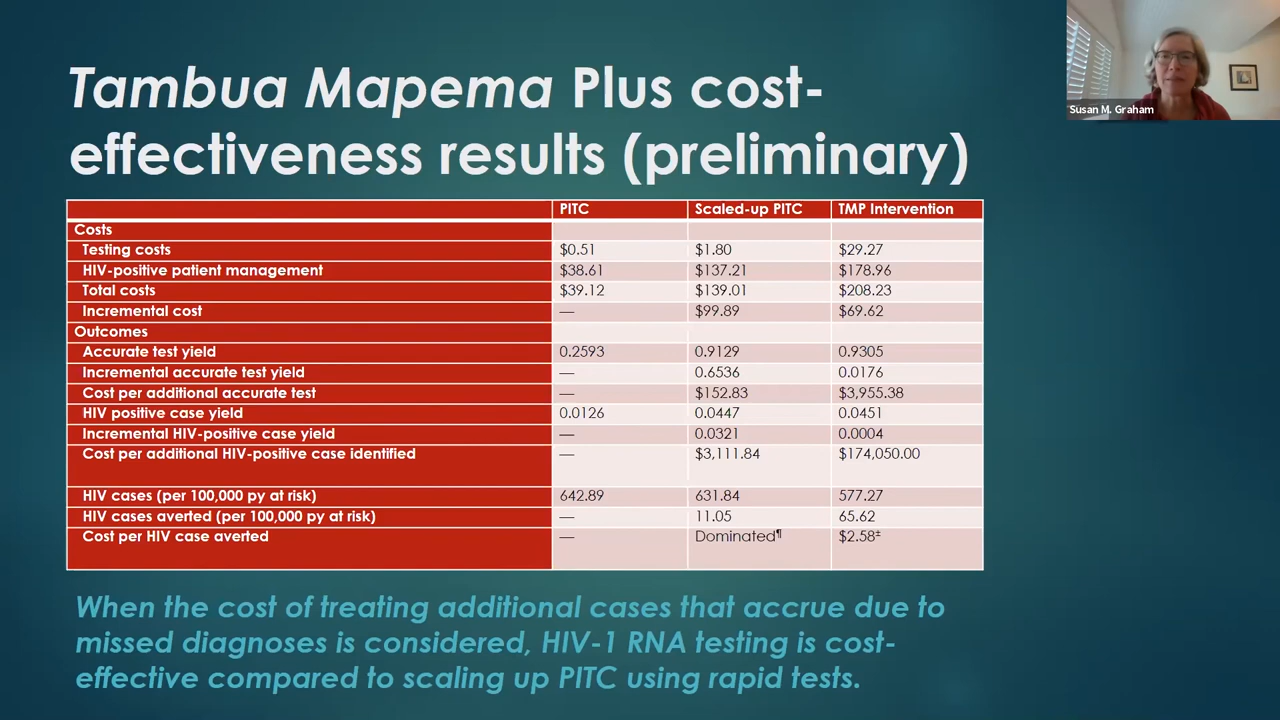 Tambua Mapema Plus cost-
effectiveness results (preliminary)
Susan M. Graham
PITC Scaled-up PITC TMP Intervention
Costs
Testing costs $0.51 $1.80 $29.27
HIV-positive patient management $38.61 $137.21 $178.96
Total costs $39.12 $139.01 $208.23
Incremental cost — $99.89 $69.62
Outcomes
Accurate test yield 0.2593 0.9129 0.9305
Incremental accurate test yield — 0.6536 0.0176
Cost per additional accurate test — $152.83 $3,955.38
HIV positive case yield 0.0126 0.0447 0.0451
Incremental HIV-positive case yield — 0.0321 0.0004
Cost per additional HIV-positive case identified — $3,111.84 $174,050.00
HIV cases (per 100,000 py at risk) 642.89 631.84 577.27
HIV cases averted (per 100,000 py at risk) — 11.05 65.62
Cost per HIV case averted — Dominated¶ $2.58±
When the cost of treating additional cases that accrue due to
missed diagnoses is considered, HIV-1 RNA testing is cost-
effective compared to scaling up PITC using rapid tests.